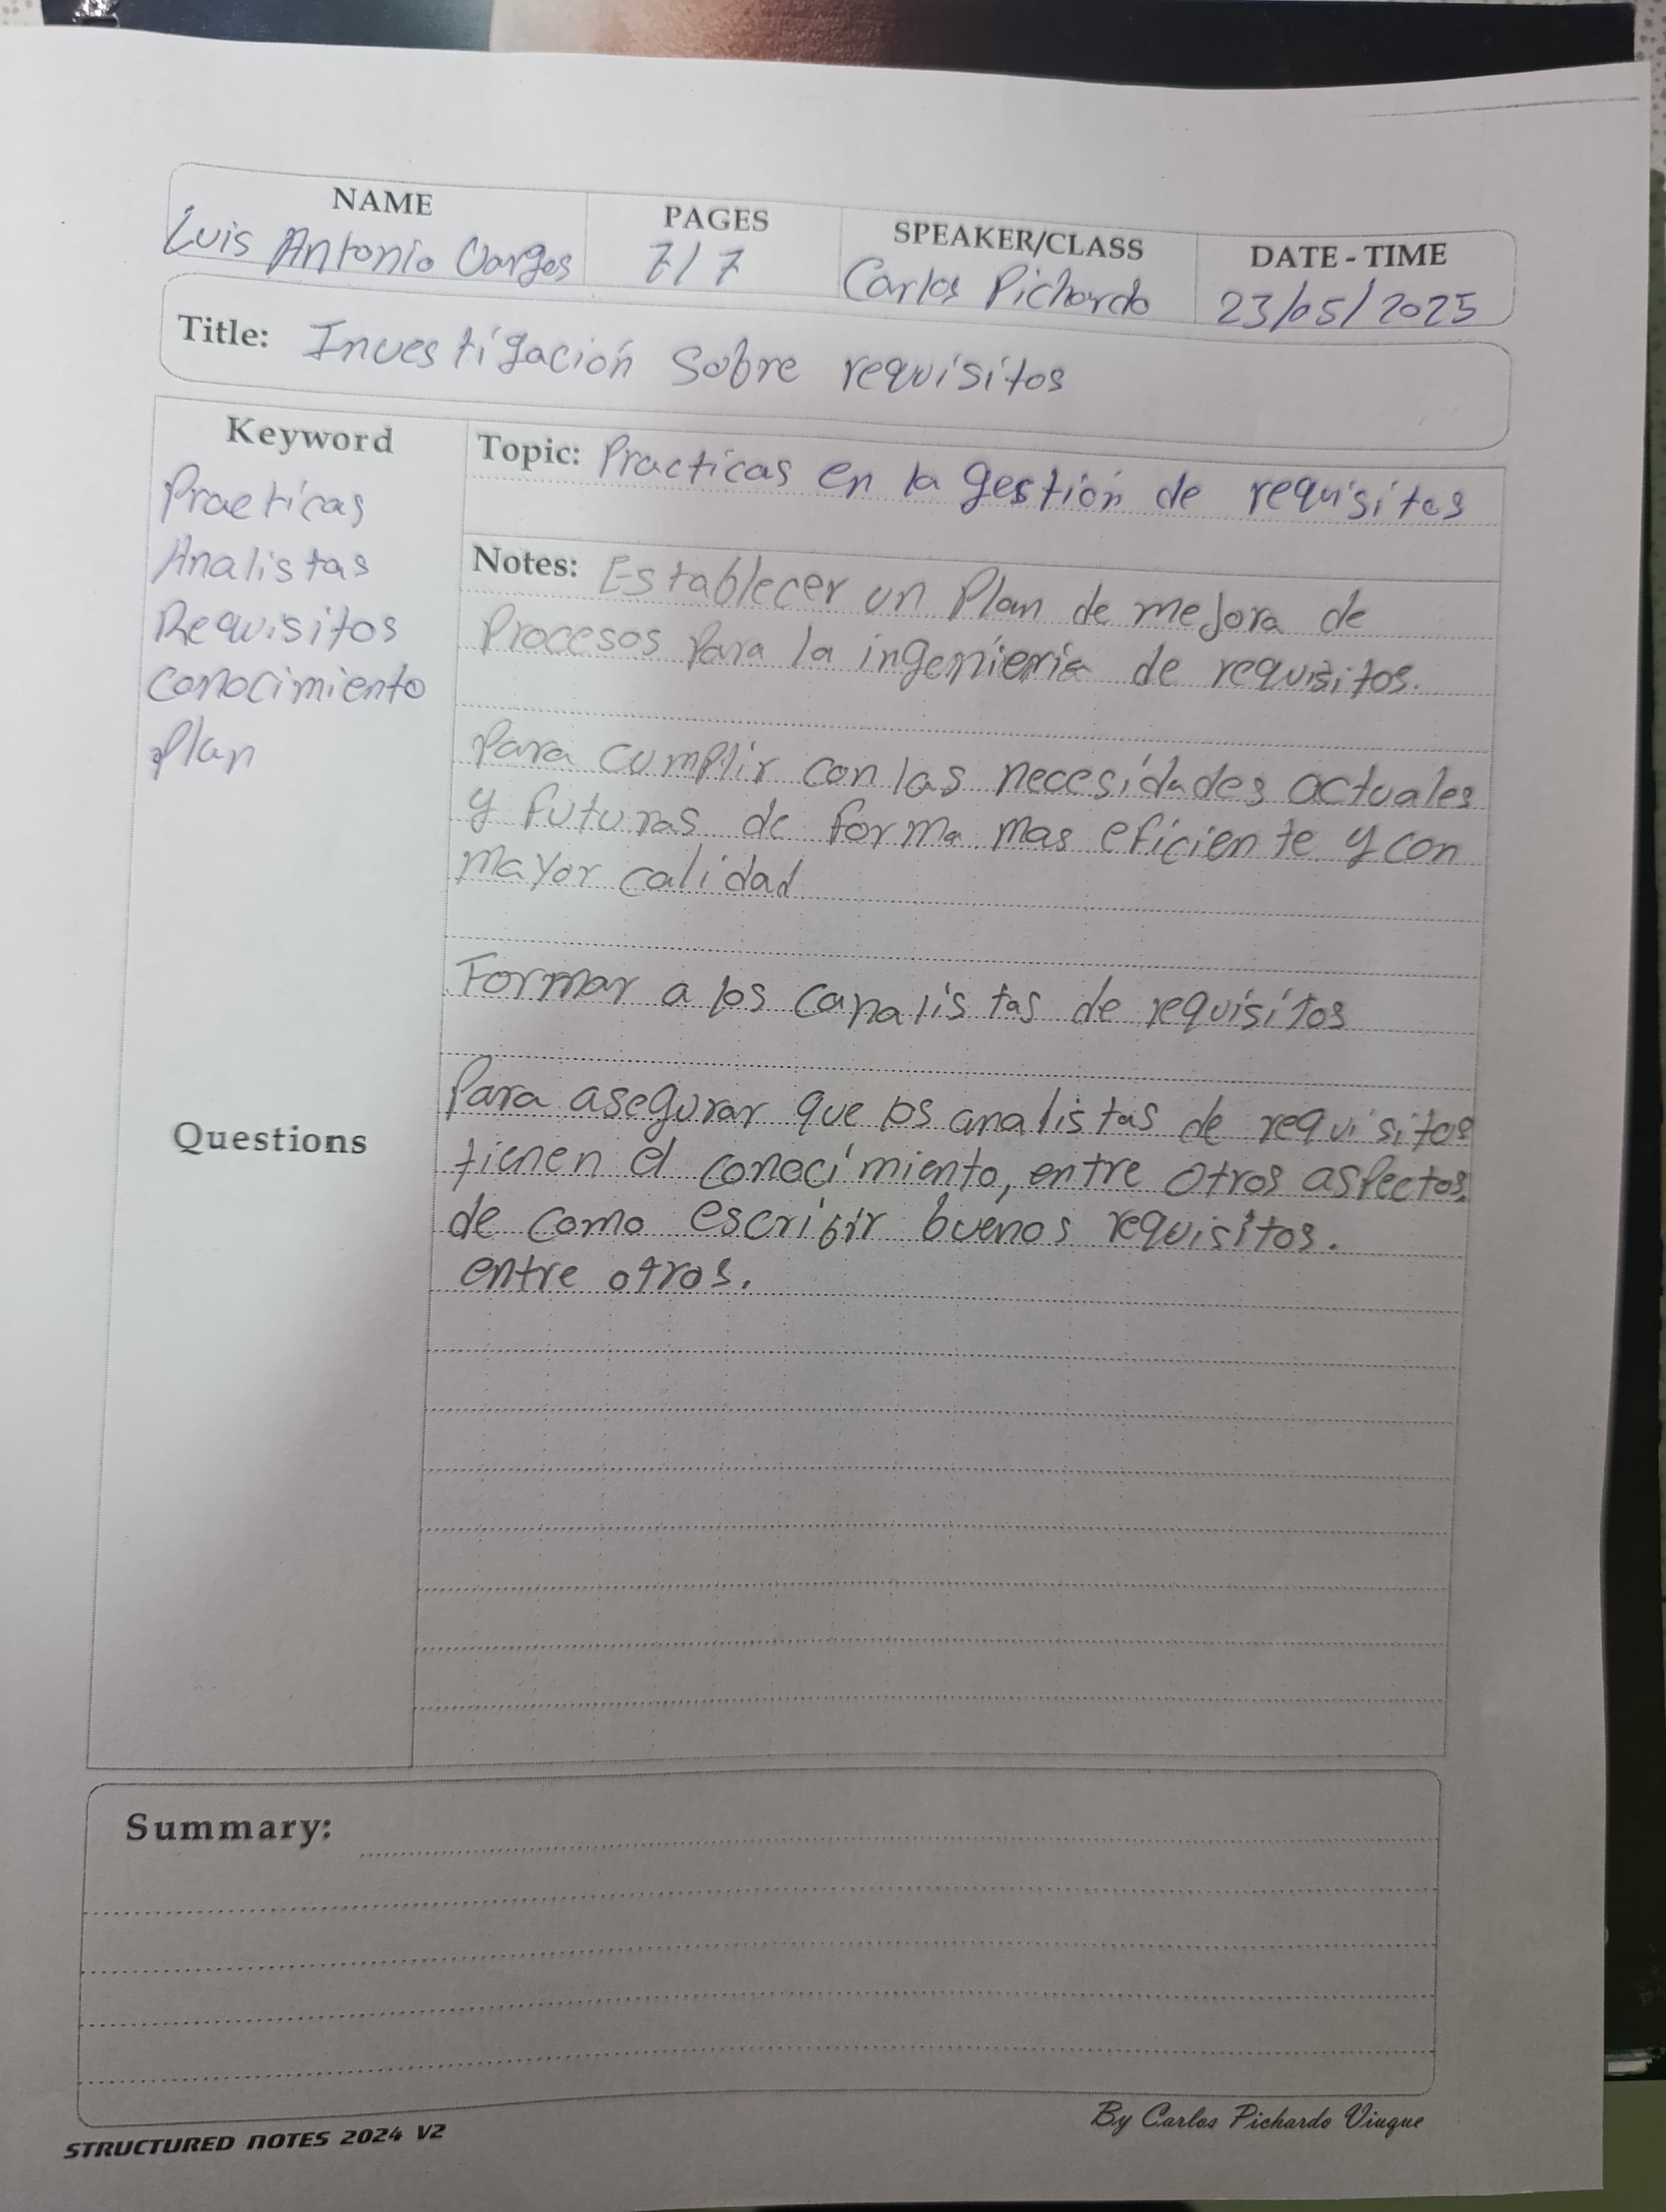 NAME
Luis Antonio Vargas
PAGES
7/7
SPEAKER/CLASS
Carlos Pichardo
DATE - TIME
23/05/2025
Title: Investigación Sobre requisitos
Keyword
Practicas
Analistas
Requisitos
Conocimiento
Plan
Questions
Topic: Practicas en la gestión de requisitos
Notes: Establecer un Plan de mejora de
Procesos Para la ingenieria de requisitos.
Para cumplir con las necesidades actuales
y futuras de forma mas eficiente y con
mayor calidad
Formar a los canalistas de requisitos
Para asegurar que los analistas de requisitos
tienen el conocimiento, entre otros aspectos,
de como escribir buenos requisitos.
entre otros.
Summary:
STRUCTURED NOTES 2024 V2
By Carlos Pichardo Viuque